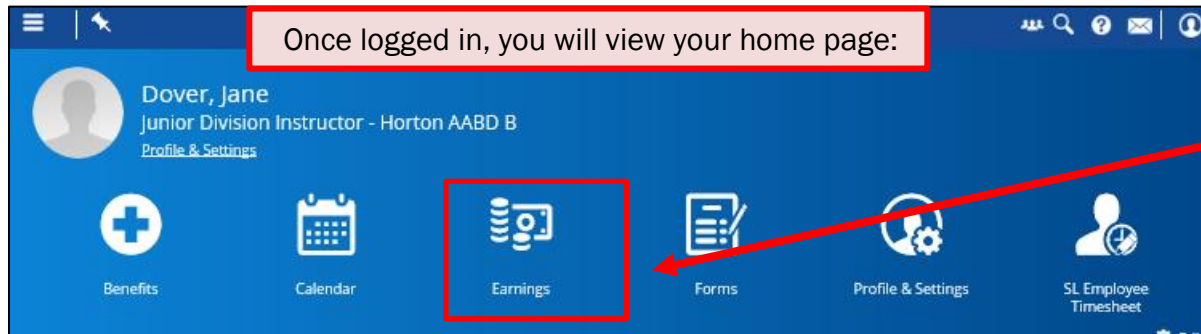 Once logged in, you will view your home page:
Dover, Jane
Junior Division Instructor - Horton AABD B
Profile & Settings
Benefits
Calendar
Earnings
Forms
Profile & Settings
SL Employee
Timesheet